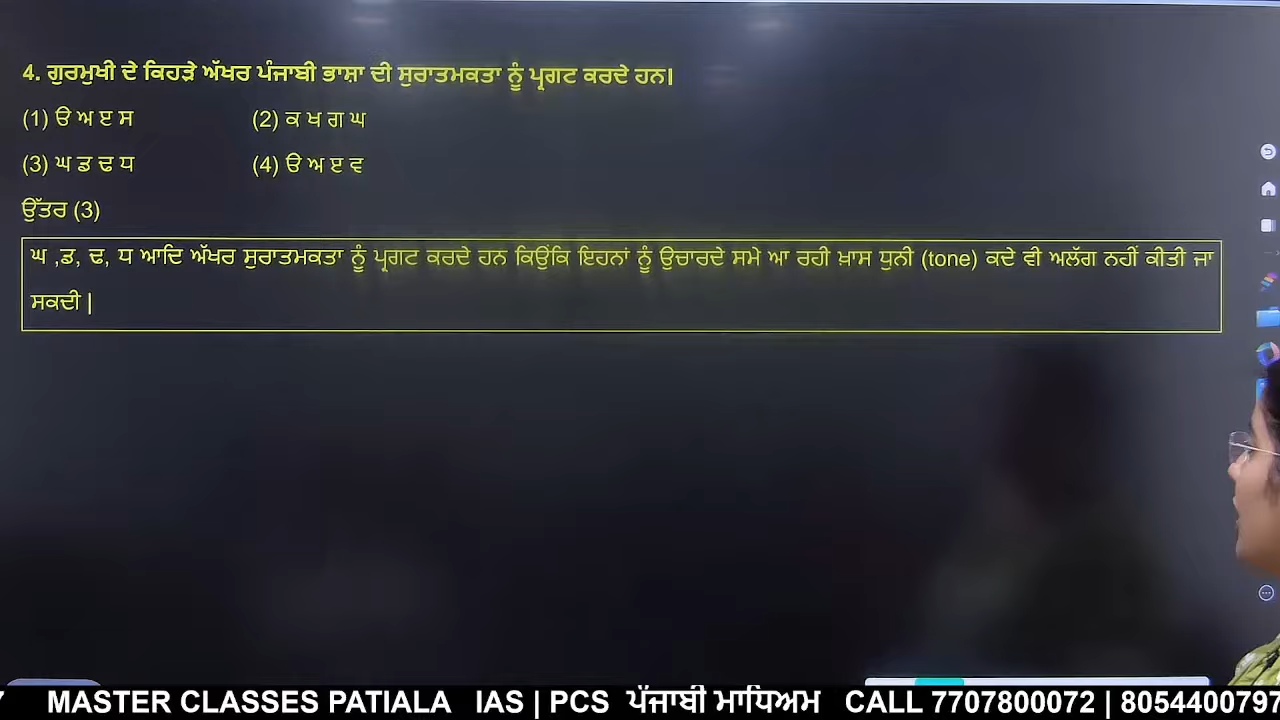 4. ਗੁਰਮੁਖੀ ਦੇ ਕਿਹੜੇ ਅੱਖਰ ਪੰਜਾਬੀ ਭਾਸ਼ਾ ਦੀ ਸੁਰਾਤਮਕਤਾ ਨੂੰ ਪ੍ਰਗਟ ਕਰਦੇ ਹਨ।
(1) ੳ ਅ ੲ ਸ (2) ਕ ਖ ਗ ਘ
(3) ਘ ਡ ਢ ਧ (4) ੳ ਅ ੲ ਵ
ਉੱਤਰ (3)
ਘ ,ਡ, ਢ, ਧ ਆਦਿ ਅੱਖਰ ਸੁਰਾਤਮਕਤਾ ਨੂੰ ਪ੍ਰਗਟ ਕਰਦੇ ਹਨ ਕਿਉਂਕਿ ਇਹਨਾਂ ਨੂੰ ਉਚਾਰਦੇ ਸਮੇ ਆ ਰਹੀ ਖ਼ਾਸ ਧੁਨੀ (tone) ਕਦੇ ਵੀ ਅਲੱਗ ਨਹੀਂ ਕੀਤੀ ਜਾ
ਸਕਦੀ |
MASTER CLASSES PATIALA IAS | PCS ਪੰਜਾਬੀ ਮਾਧਿਅਮ CALL 7707800072 | 8054400797